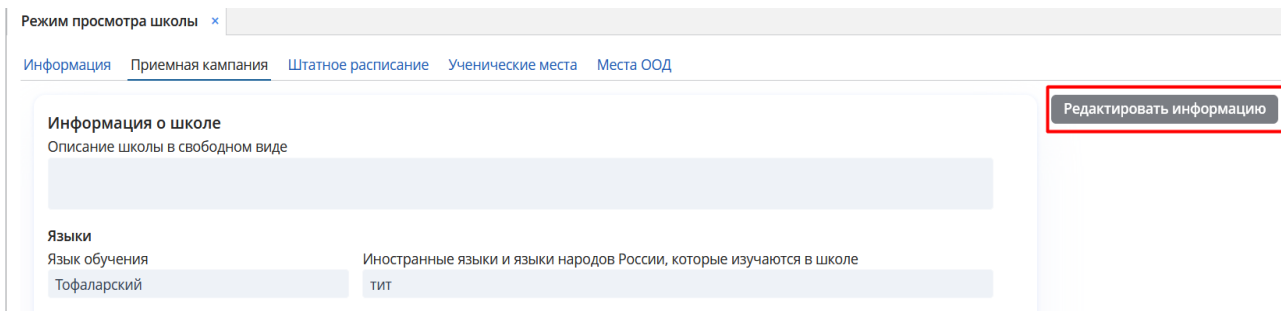 Режим просмотра школы ×
Информация Приемная кампания Штатное расписание Ученические места Места ООД
Редактировать информацию
Информация о школе
Описание школы в свободном виде
Языки
Язык обучения Иностранные языки и языки народов России, которые изучаются в школе
Тофаларский тит